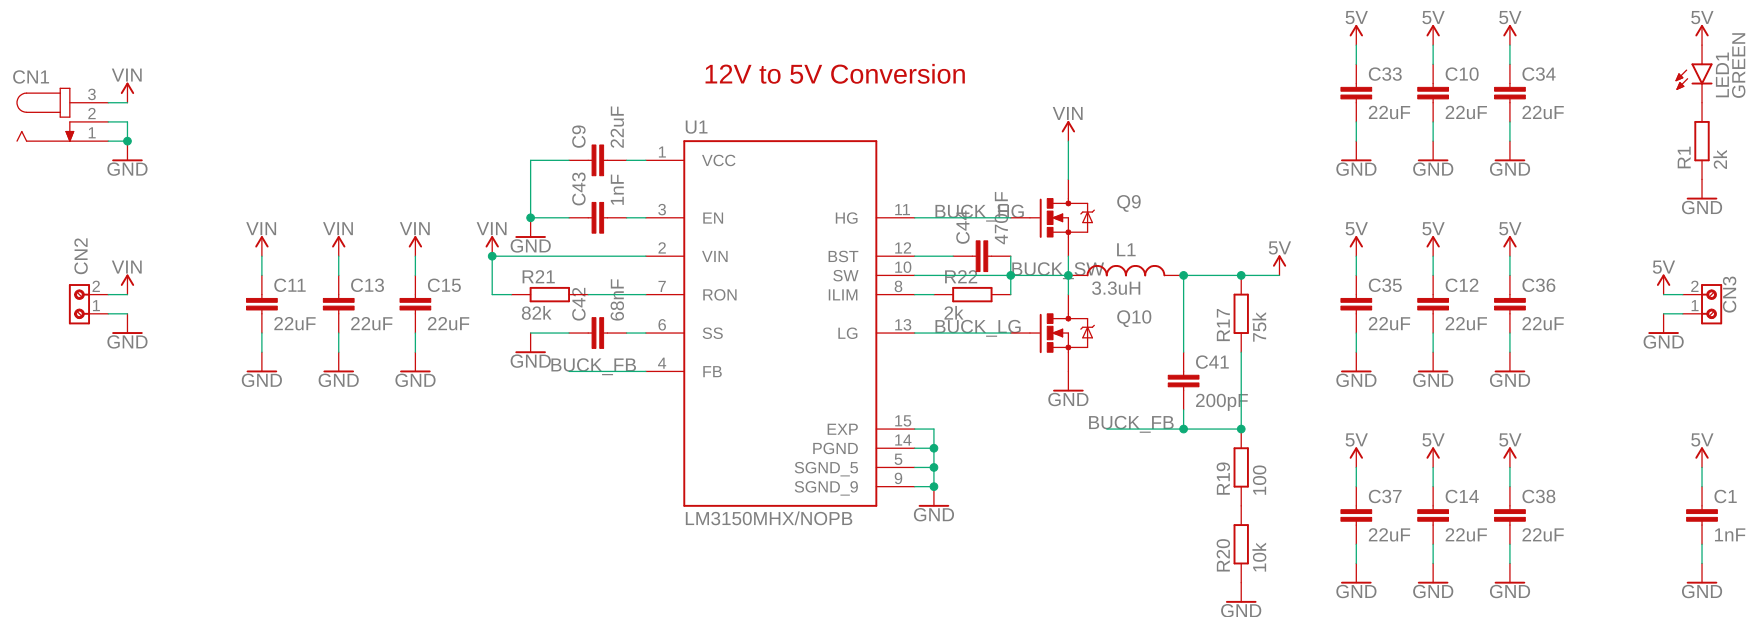 12V to 5V Conversion
CN1
VIN
3
2
1
GND
CN2
VIN
2
1
GND
VIN
VIN
VIN
C11
C13
C15
22uF
22uF
22uF
GND
GND
GND
C9
22uF
C43
1nF
GND
VIN
R21
82k
C42
68nF
GND
BUCK_FB
U1
1
VCC
3
EN
2
VIN
7
RON
6
SS
4
FB
HG
11
BST
12
SW
10
ILIM
8
LG
13
EXP
15
PGND
14
SGND_5
5
SGND_9
9
LM3150MHX/NOPB
GND
VIN
BUCK_HG
Q9
C44
470nF
BUCK_SW
L1
3.3uH
5V
R22
2k
BUCK_LG
Q10
GND
R17
75k
C41
200pF
BUCK_FB
R19
100
R20
10k
GND
5V
5V
5V
C33
C10
C34
22uF
22uF
22uF
GND
GND
GND
5V
5V
5V
C35
C12
C36
22uF
22uF
22uF
GND
GND
GND
5V
5V
5V
C37
C14
C38
22uF
22uF
22uF
GND
GND
GND
5V
LED1
GREEN
R1
2k
GND
5V
2
1
CN3
GND
5V
C1
1nF
GND